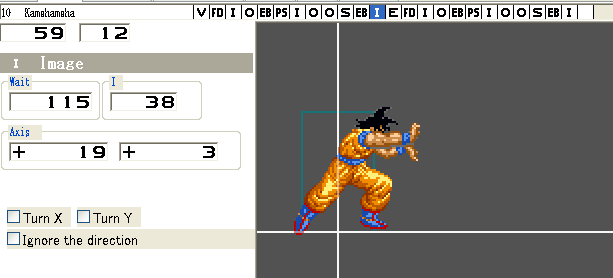 10 Kamehameha V FD I O EB PS I O O S EB I E FD I O EB PS I O O S EB I
59 12
I Image
Wait I
115 38
Axis
+ 19 + 3
Turn X Turn Y
Ignore the direction